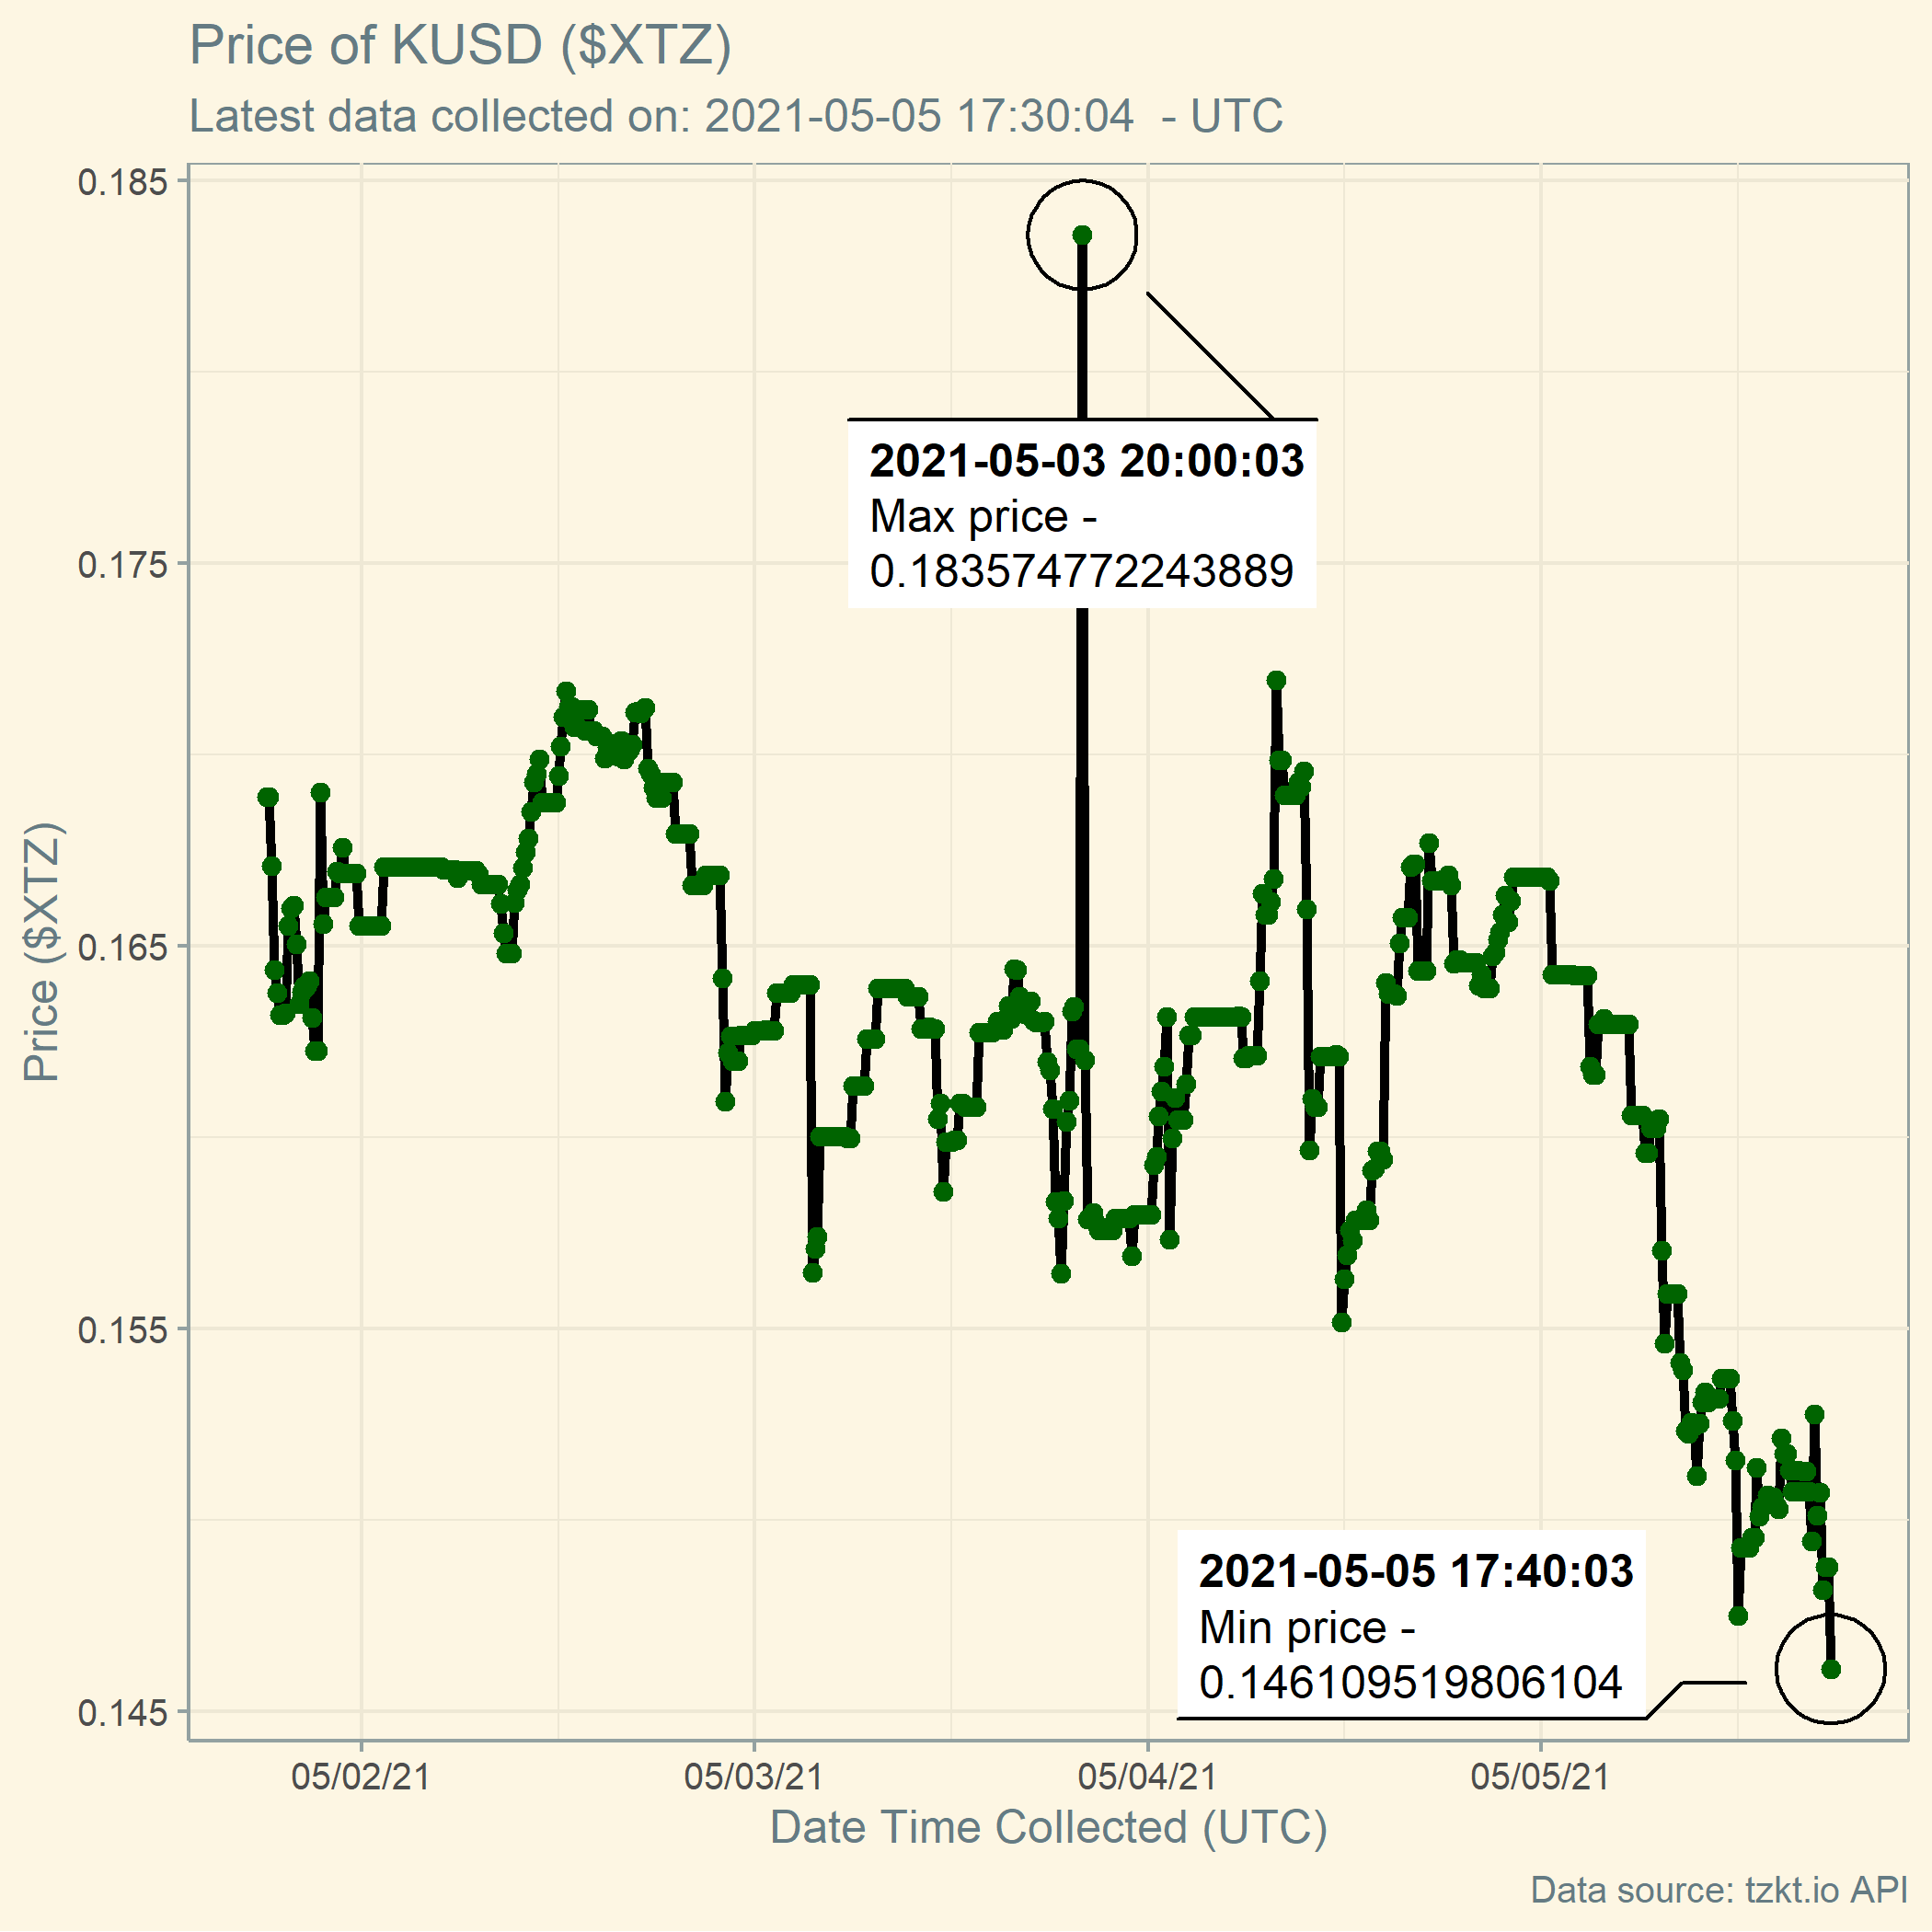 Price of KUSD ($XTZ)
Latest data collected on: 2021-05-05 17:30:04  - UTC
0.185
0.175
0.165
0.155
0.145
Price ($XTZ)
2021-05-03 20:00:03
Max price -
0.183574772243889
2021-05-05 17:40:03
Min price -
0.146109519806104
05/02/21
05/03/21
05/04/21
05/05/21
Date Time Collected (UTC)
Data source: tzkt.io API